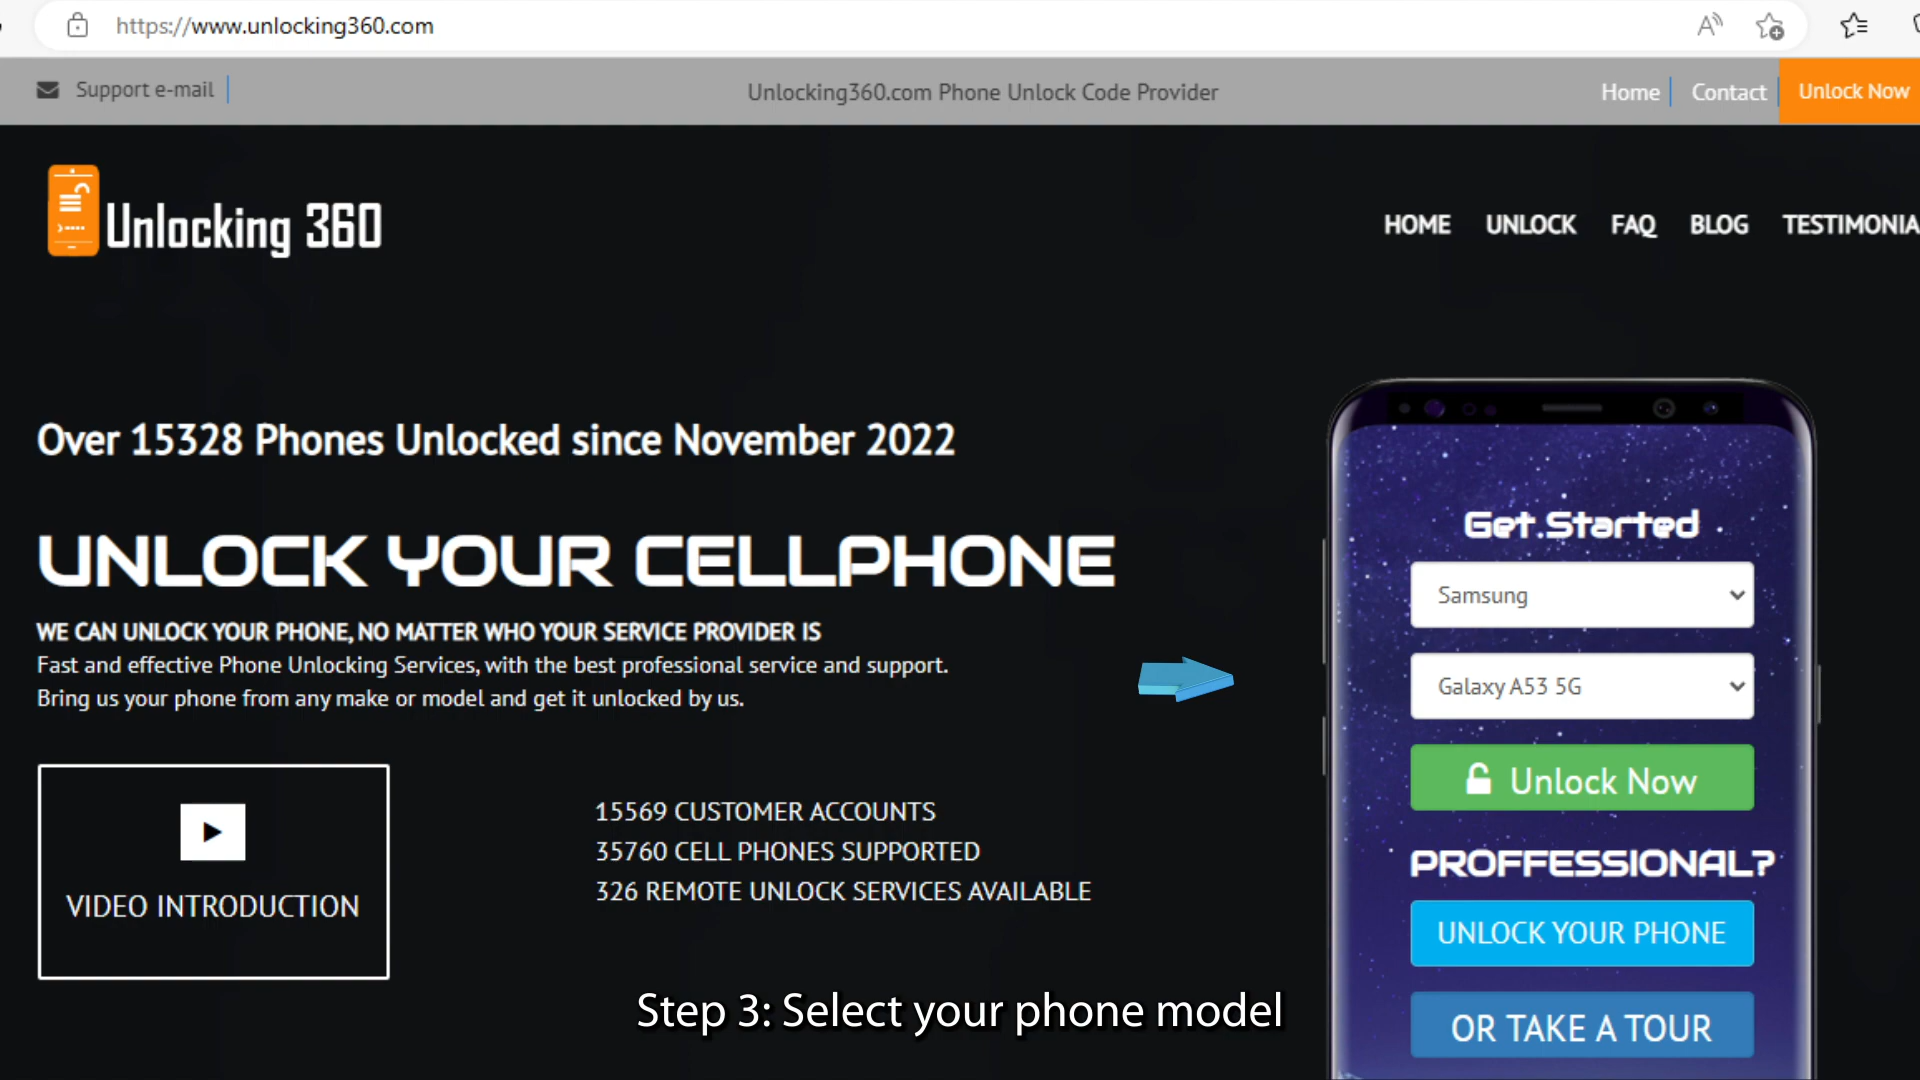 https://www.unlocking360.com
Support e-mail
Unlocking360.com Phone Unlock Code Provider
Home
Contact
Unlock Now
Unlocking 360
HOME UNLOCK FAQ BLOG TESTIMONIA
Over 15328 Phones Unlocked since November 2022
UNLOCK YOUR CELLPHONE
WE CAN UNLOCK YOUR PHONE, NO MATTER WHO YOUR SERVICE PROVIDER IS
Fast and effective Phone Unlocking Services, with the best professional service and support.
Bring us your phone from any make or model and get it unlocked by us.
VIDEO INTRODUCTION
15569 CUSTOMER ACCOUNTS
35760 CELL PHONES SUPPORTED
326 REMOTE UNLOCK SERVICES AVAILABLE
Get Started
Samsung
Galaxy A53 5G
Unlock Now
PROFFESSIONAL?
UNLOCK YOUR PHONE
OR TAKE A TOUR
Step 3: Select your phone model